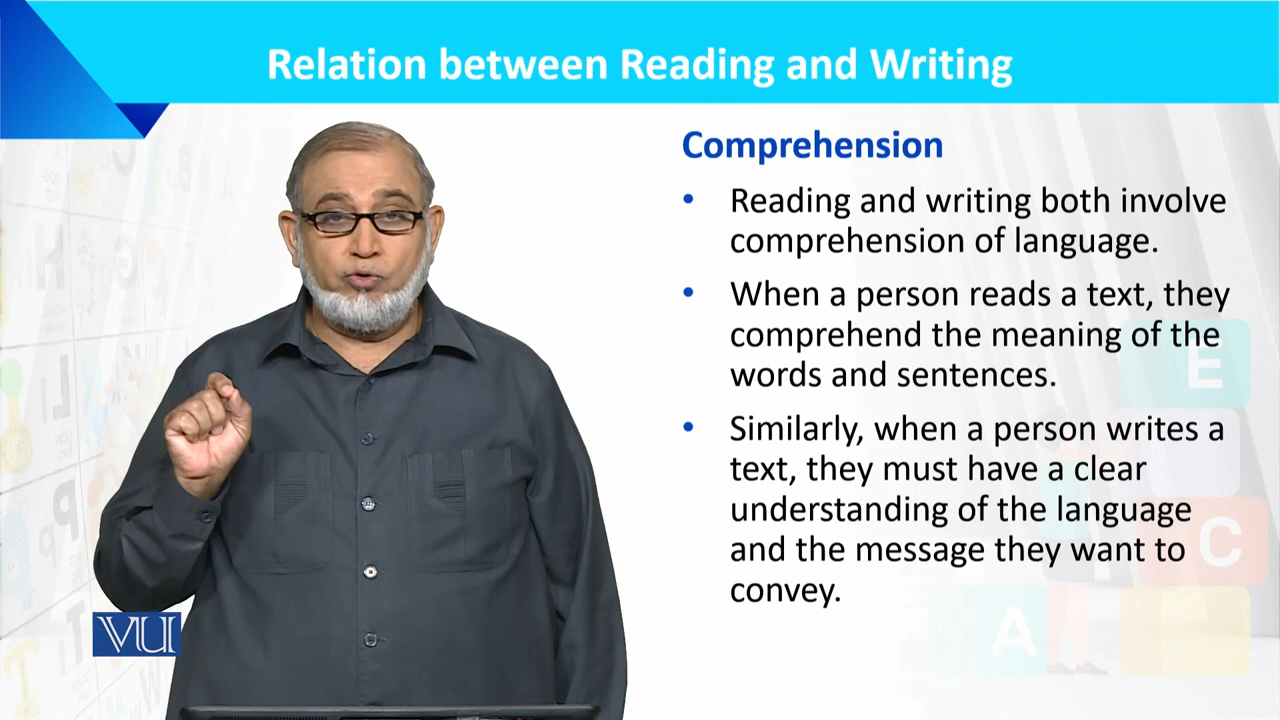 Relation between Reading and Writing
Comprehension
• Reading and writing both involve
comprehension of language.
• When a person reads a text, they
comprehend the meaning of the
words and sentences.
• Similarly, when a person writes a
text, they must have a clear
understanding of the language
and the message they want to
convey.
VU
E
C
A